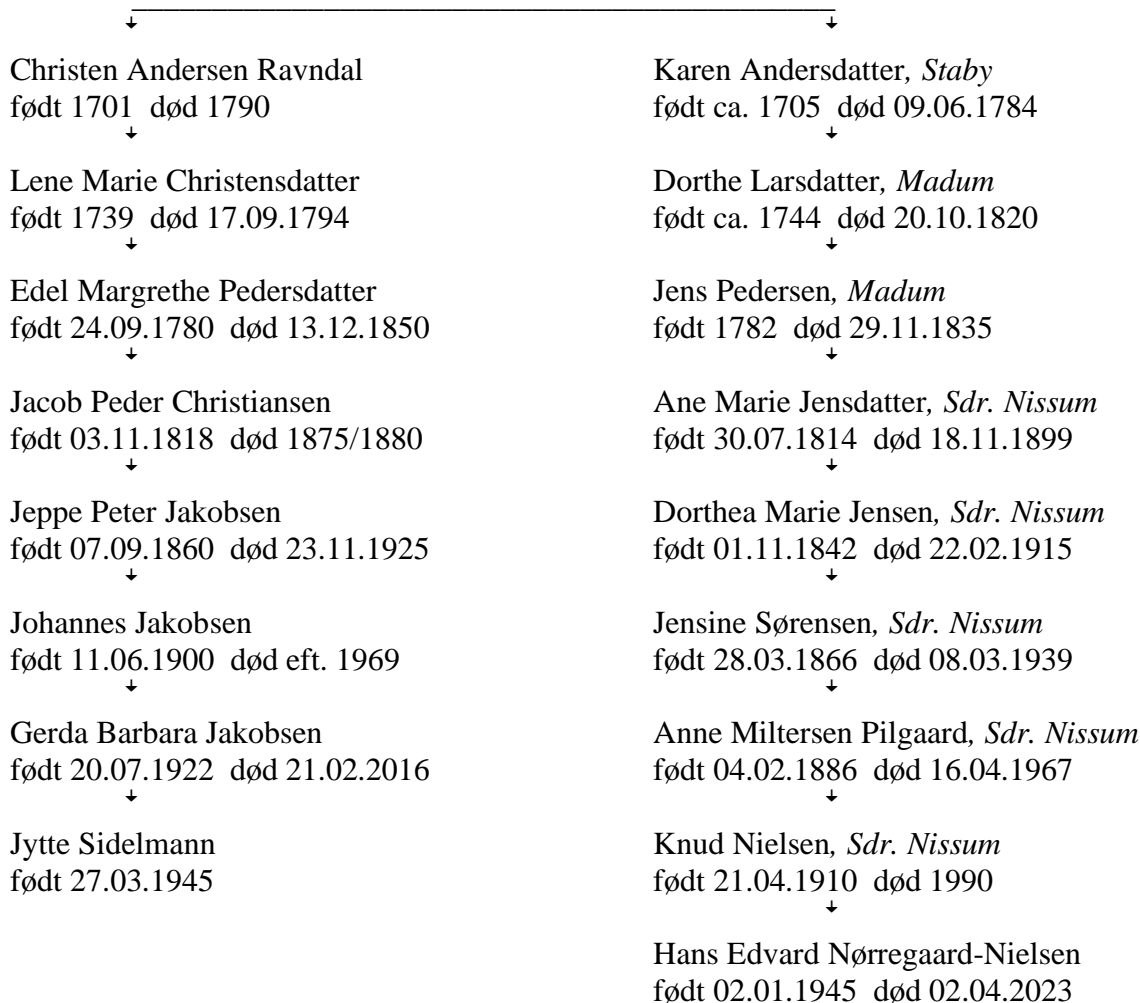 Christen Andersen Ravndal
født 1701 død 1790
Lene Marie Christensdatter
født 1739 død 17.09.1794
Edel Margrethe Pedersdatter
født 24.09.1780 død 13.12.1850
Jacob Peder Christiansen
født 03.11.1818 død 1875/1880
Jeppe Peter Jakobsen
født 07.09.1860 død 23.11.1925
Johannes Jakobsen
født 11.06.1900 død eft. 1969
Gerda Barbara Jakobsen
født 20.07.1922 død 21.02.2016
Jytte Sidelmann
født 27.03.1945
Karen Andersdatter, Staby
født ca. 1705 død 09.06.1784
Dorthe Larsdatter, Madum
født ca. 1744 død 20.10.1820
Jens Pedersen, Madum
født 1782 død 29.11.1835
Ane Marie Jensdatter, Sdr. Nissum
født 30.07.1814 død 18.11.1899
Dorthea Marie Jensen, Sdr. Nissum
født 01.11.1842 død 22.02.1915
Jensine Sørensen, Sdr. Nissum
født 28.03.1866 død 08.03.1939
Anne Miltersen Pilgaard, Sdr. Nissum
født 04.02.1886 død 16.04.1967
Knud Nielsen, Sdr. Nissum
født 21.04.1910 død 1990
Hans Edvard Nørregaard-Nielsen
født 02.01.1945 død 02.04.2023